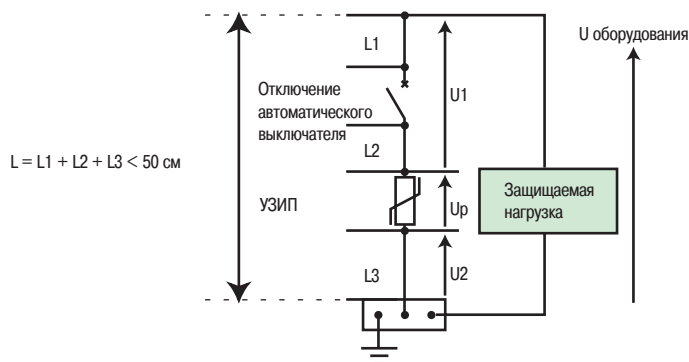 L1
U оборудования
Отключение
автоматического
выключателя
U1
L = L1 + L2 + L3 < 50 см
L2
УЗИП
Up
Защищаемая
нагрузка
L3
U2